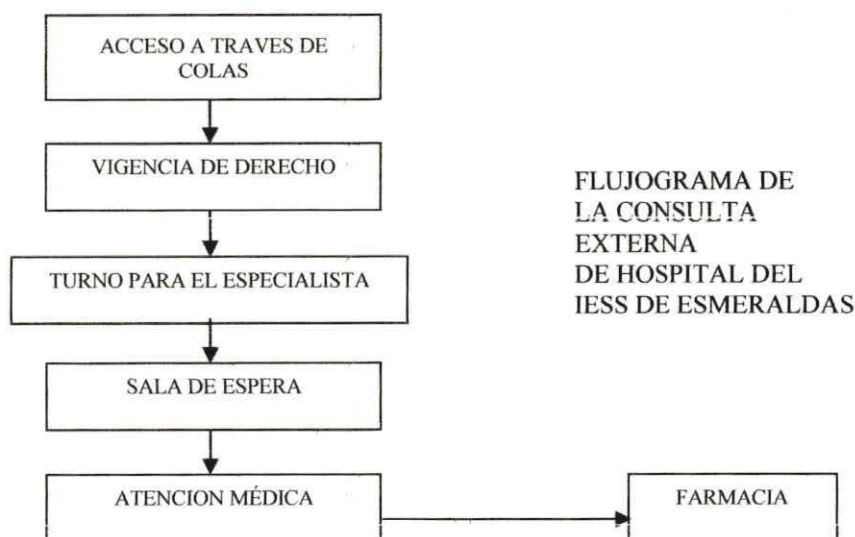 ACCESO A TRAVES DE
COLAS
VIGENCIA DE DERECHO
TURNO PARA EL ESPECIALISTA
SALA DE ESPERA
ATENCION MÉDICA
FARMACIA
FLUJOGRAMA DE
LA CONSULTA
EXTERNA
DE HOSPITAL DEL
IESS DE ESMERALDAS